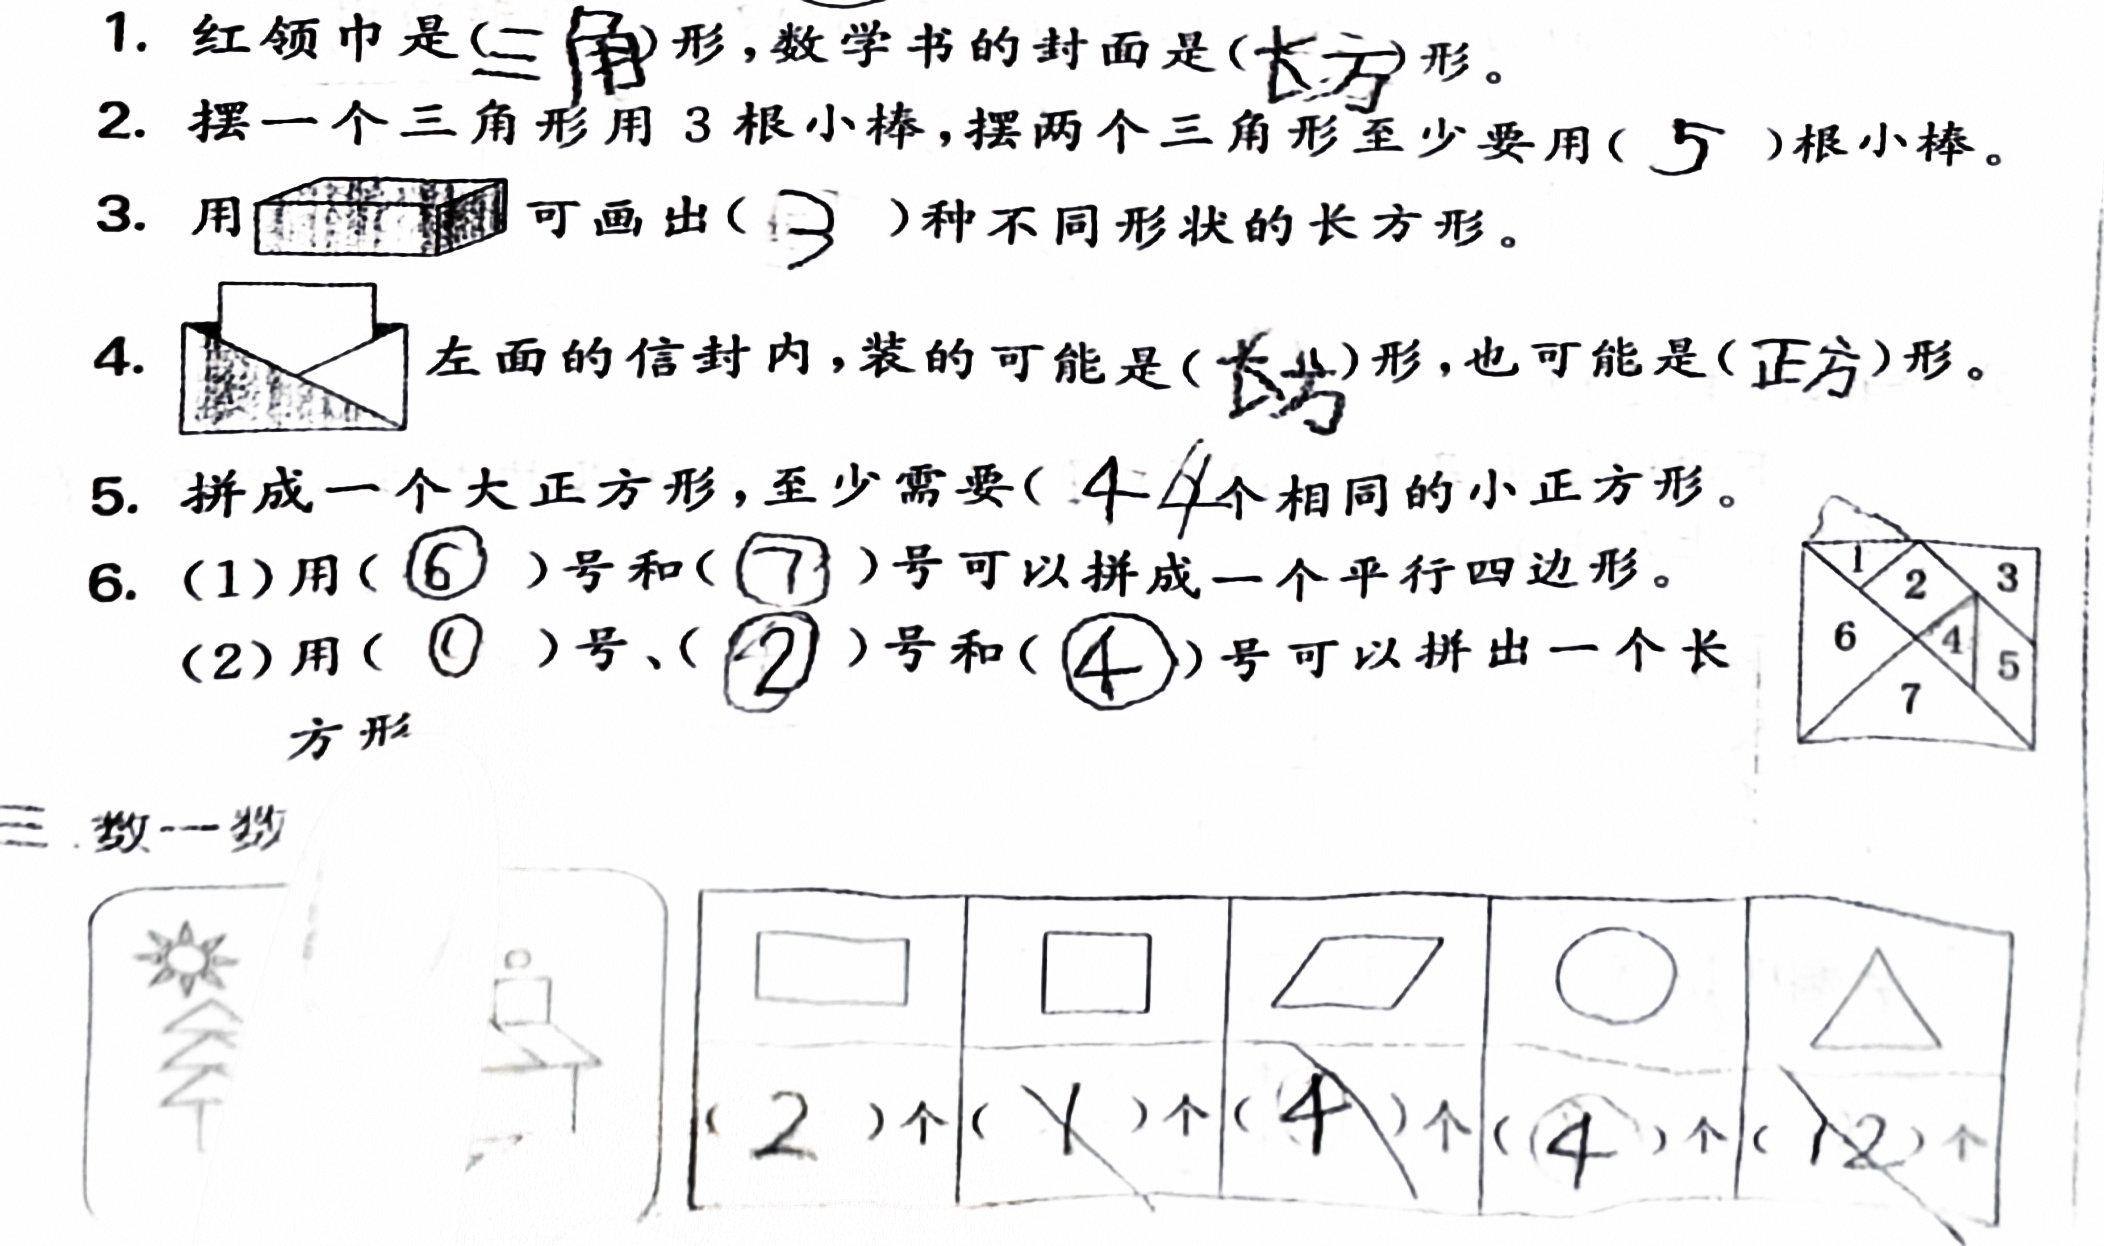 1. 红领巾是(三角)形,数学书的封面是(长方)形。
2. 摆一个三角形用 3 根小棒,摆两个三角形至少要用( 5 )根小棒。
3. 用 可画出( 3 )种不同形状的长方形。
4. 左面的信封内,装的可能是(长方)形,也可能是(正方)形。
5. 拼成一个大正方形,至少需要( 4 4个相同的小正方形。
6. (1)用( ⑥ )号和( ⑦ )号可以拼成一个平行四边形。
(2)用( ① )号、( ② )号和( ④ )号可以拼出一个长
方形
1 2 3
6 4 5
7
三.数一数
( 2 )个 ( 1 )个 ( 4 )个 ( 4 )个 ( 12 )个